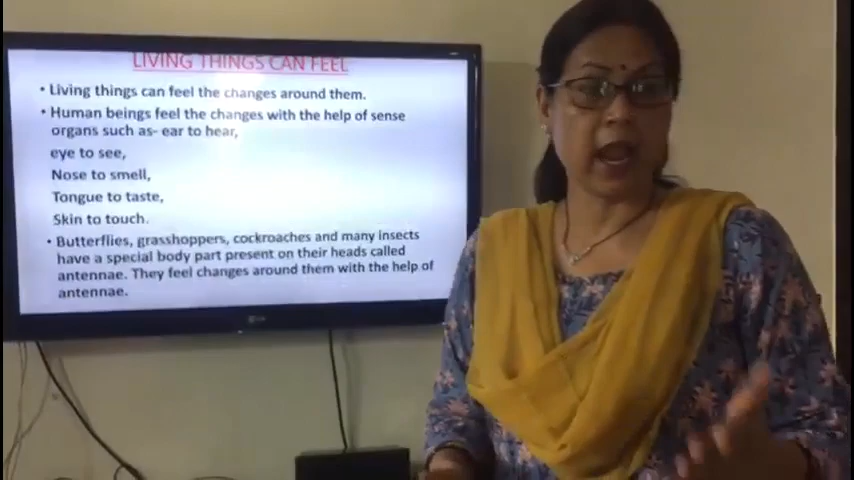 LIVING THINGS CAN FEEL
• Living things can feel the changes around them.
• Human beings feel the changes with the help of sense
organs such as- ear to hear,
eye to see,
Nose to smell,
Tongue to taste,
Skin to touch.
• Butterflies, grasshoppers, cockroaches and many insects
have a special body part present on their heads called
antennae. They feel changes around them with the help of
antennae.